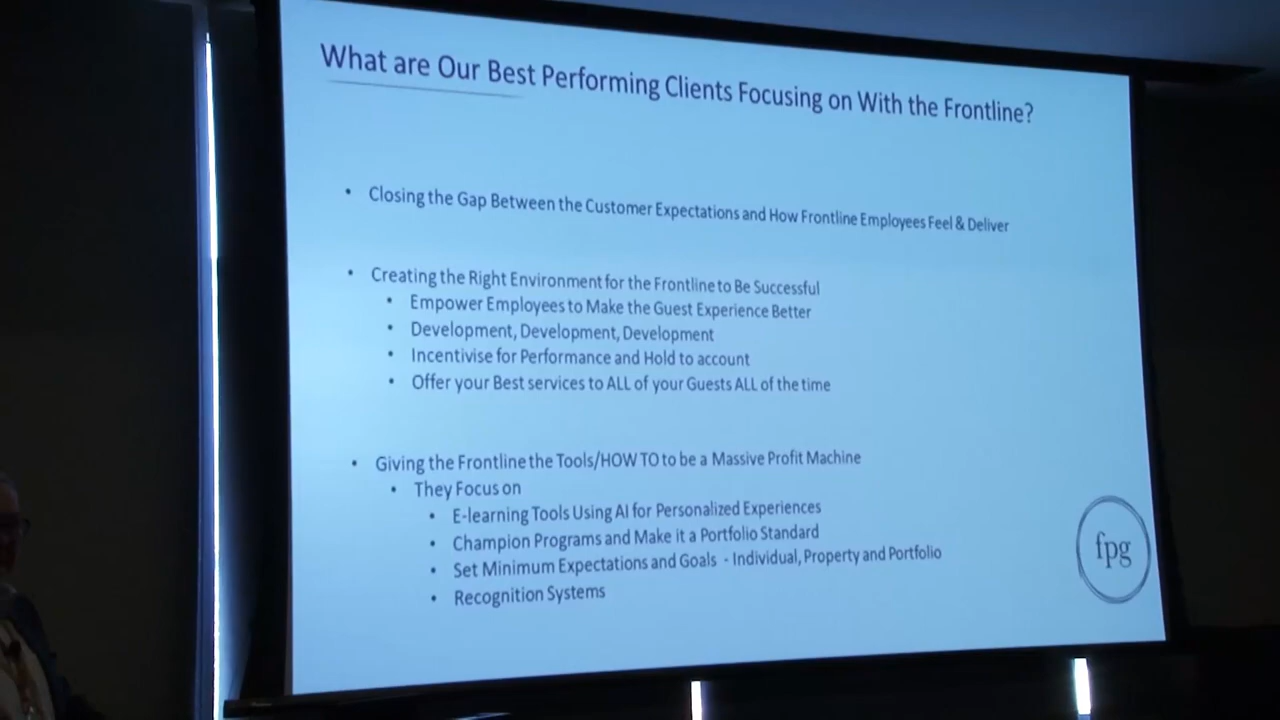 What are Our Best Performing Clients Focusing on With the Frontline?
• Closing the Gap Between the Customer Expectations and How Frontline Employees Feel & Deliver
• Creating the Right Environment for the Frontline to Be Successful
• Empower Employees to Make the Guest Experience Better
• Development, Development, Development
• Incentivise for Performance and Hold to account
• Offer your Best services to ALL of your Guests ALL of the time
• Giving the Frontline the Tools/HOW TO to be a Massive Profit Machine
• They Focus on
• E-learning Tools Using AI for Personalized Experiences
• Champion Programs and Make it a Portfolio Standard
• Set Minimum Expectations and Goals - Individual, Property and Portfolio
• Recognition Systems
fpg